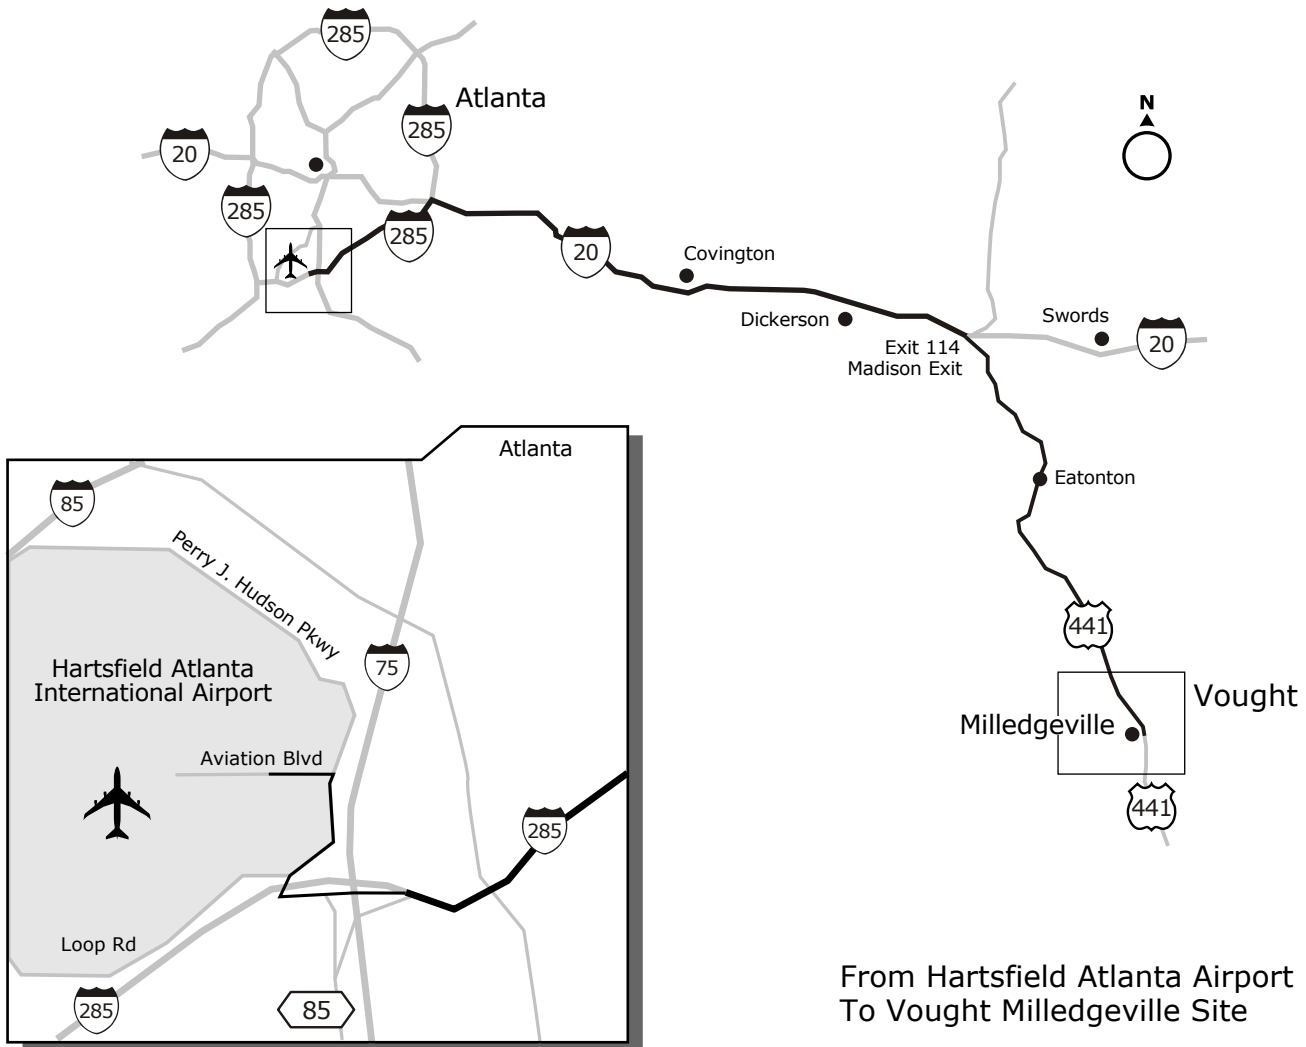 285
Atlanta
N
285
20
285
285
20
Covington
Dickerson
Swords
20
Exit 114
Madison Exit
Eatonton
441
Vought
Milledgeville
441
Atlanta
85
Perry J. Hudson Pkwy
75
Hartsfield Atlanta
International Airport
Aviation Blvd
285
Loop Rd
285
85
From Hartsfield Atlanta Airport
To Vought Milledgeville Site